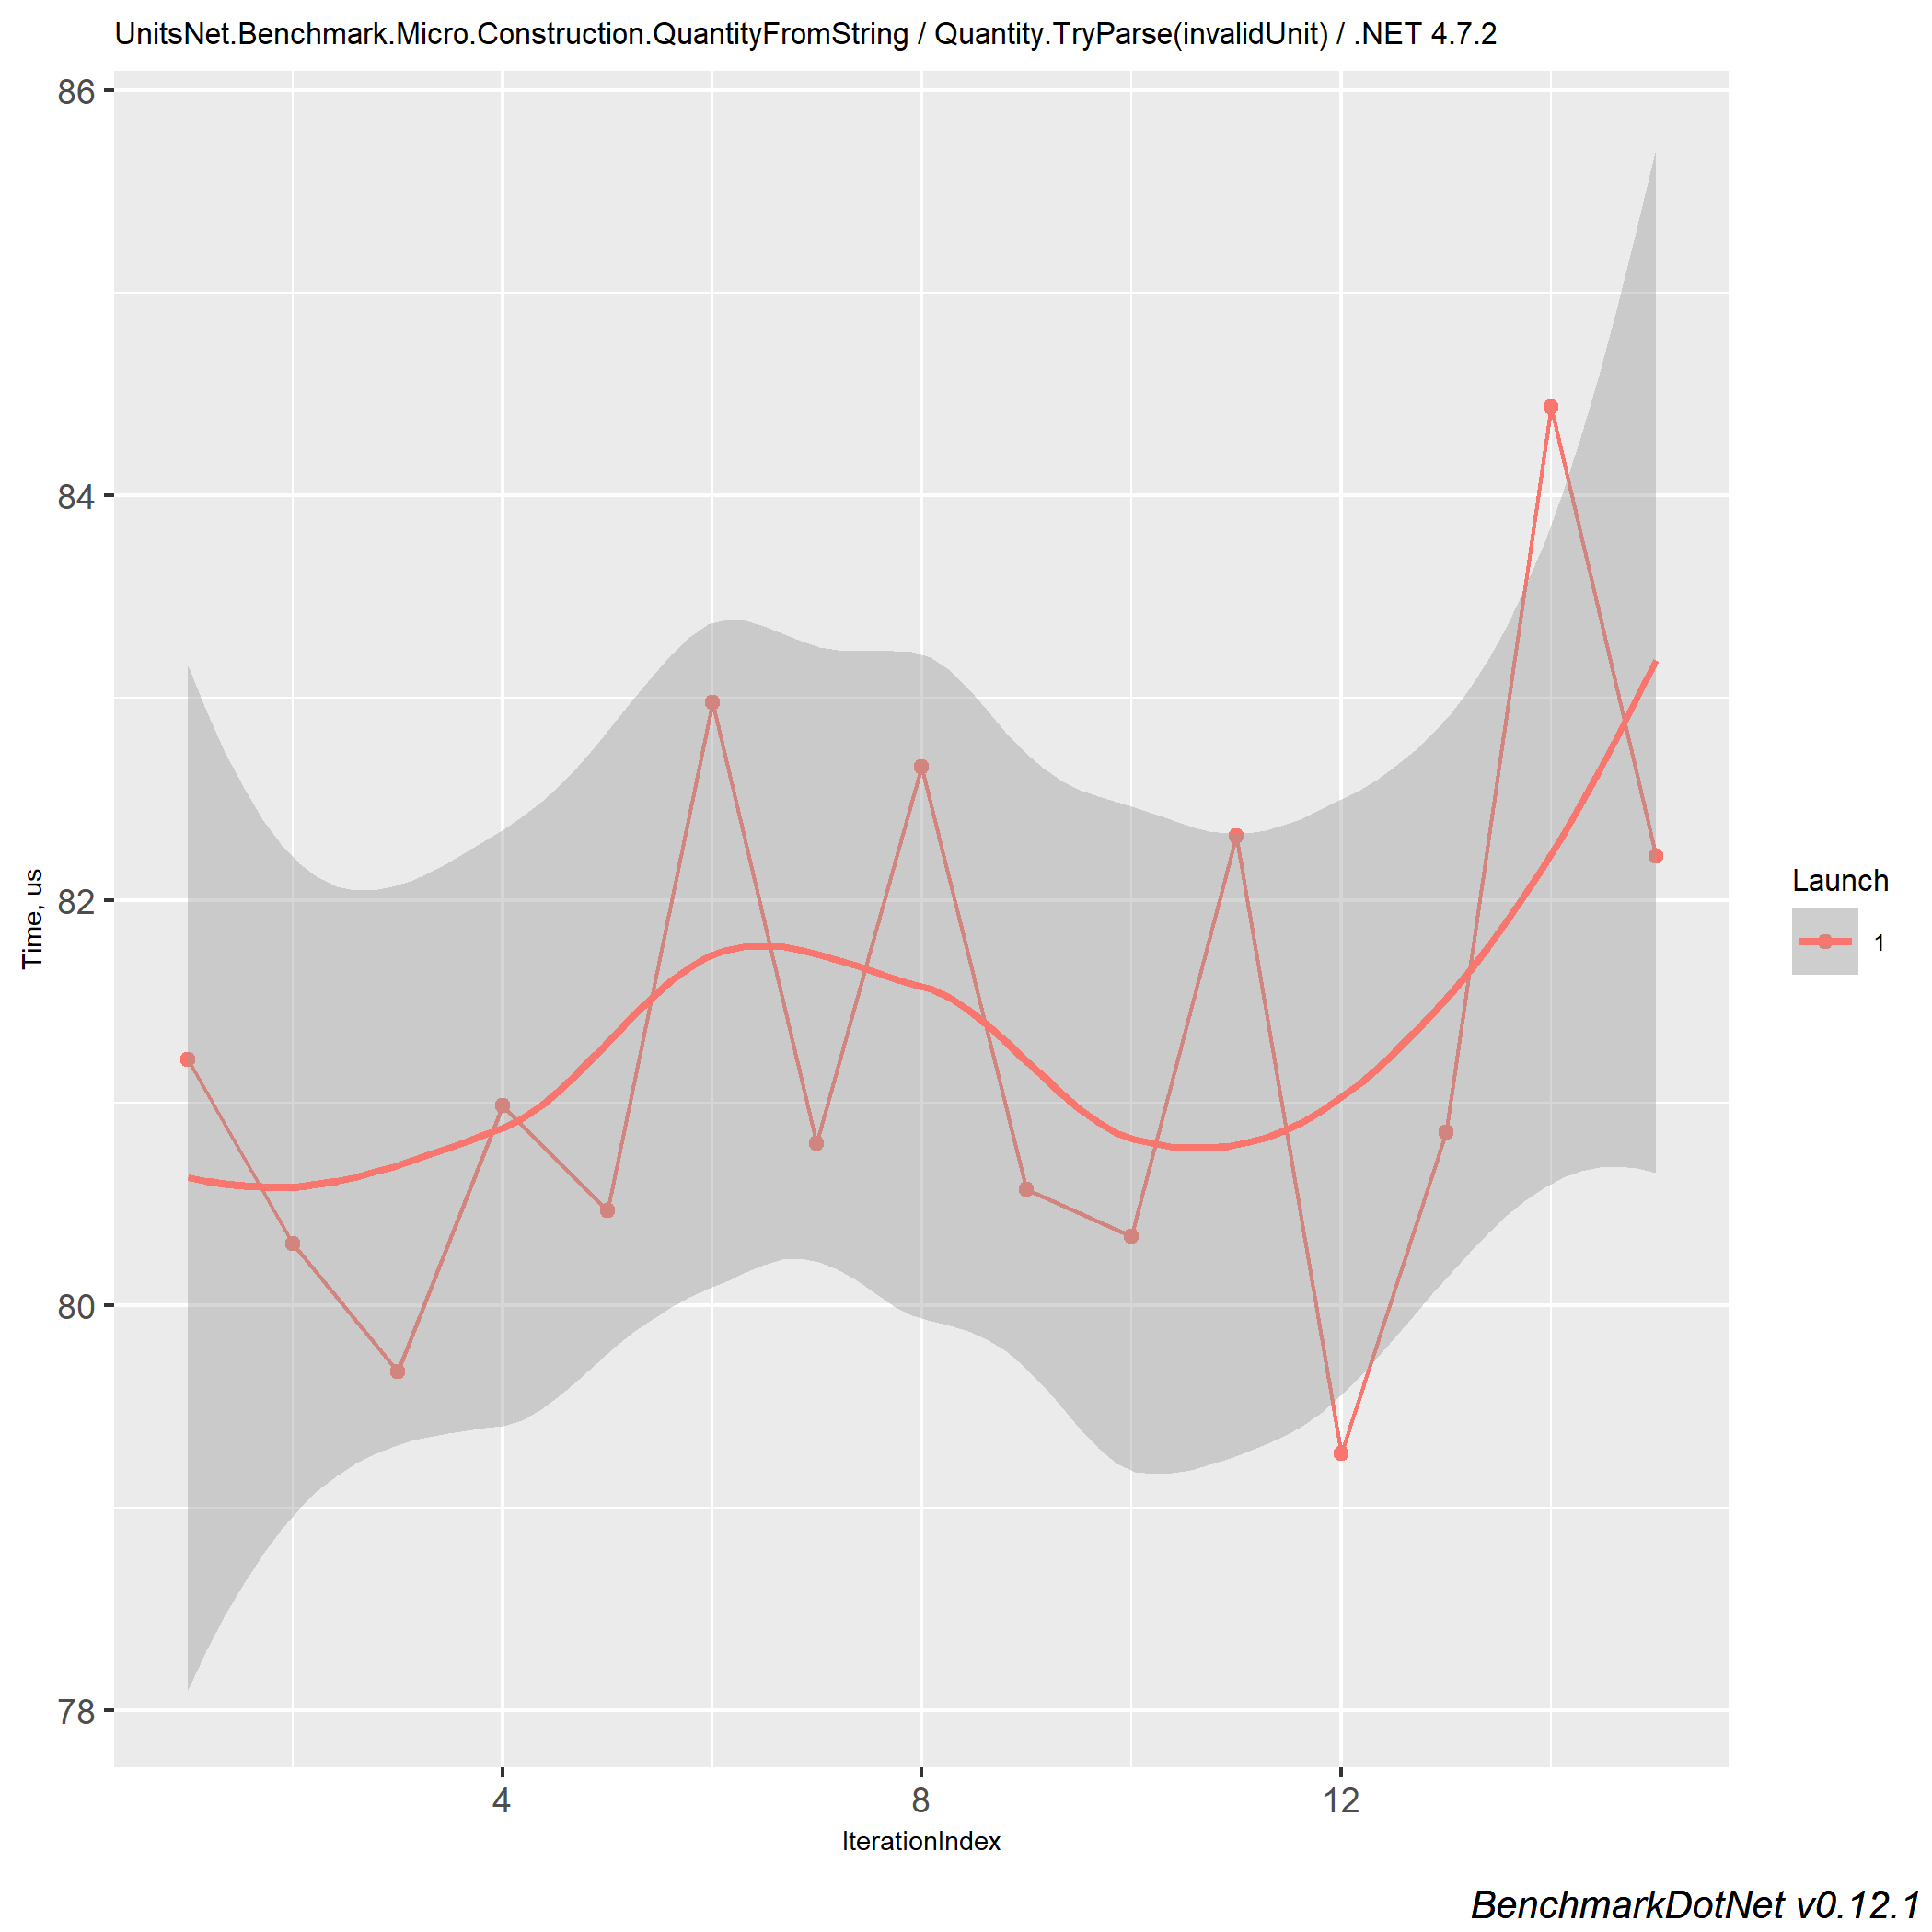 UnitsNet.Benchmark.Micro.Construction.QuantityFromString / Quantity.TryParse(invalidUnit) / .NET 4.7.2
86
84
82
80
78
Time, us
4 8 12
IterationIndex
Launch
1
BenchmarkDotNet v0.12.1